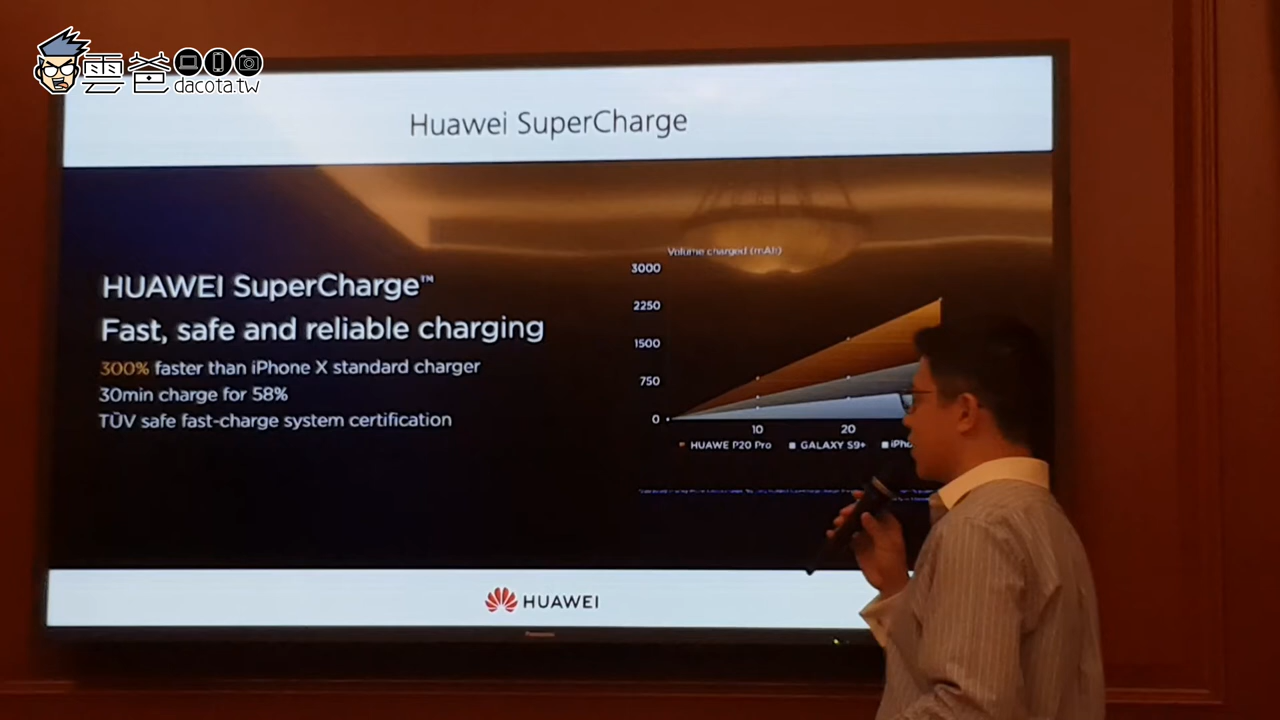 雲爸
dacota.tw
Huawei SuperCharge
HUAWEI SuperCharge™
Fast, safe and reliable charging
300% faster than iPhone X standard charger
30min charge for 58%
TÜV safe fast-charge system certification
Volume charged (mAh)
3000
2250
1500
750
0
10 20
HUAWE P20 Pro GALAXY S9+
HUAWEI
Panasonic